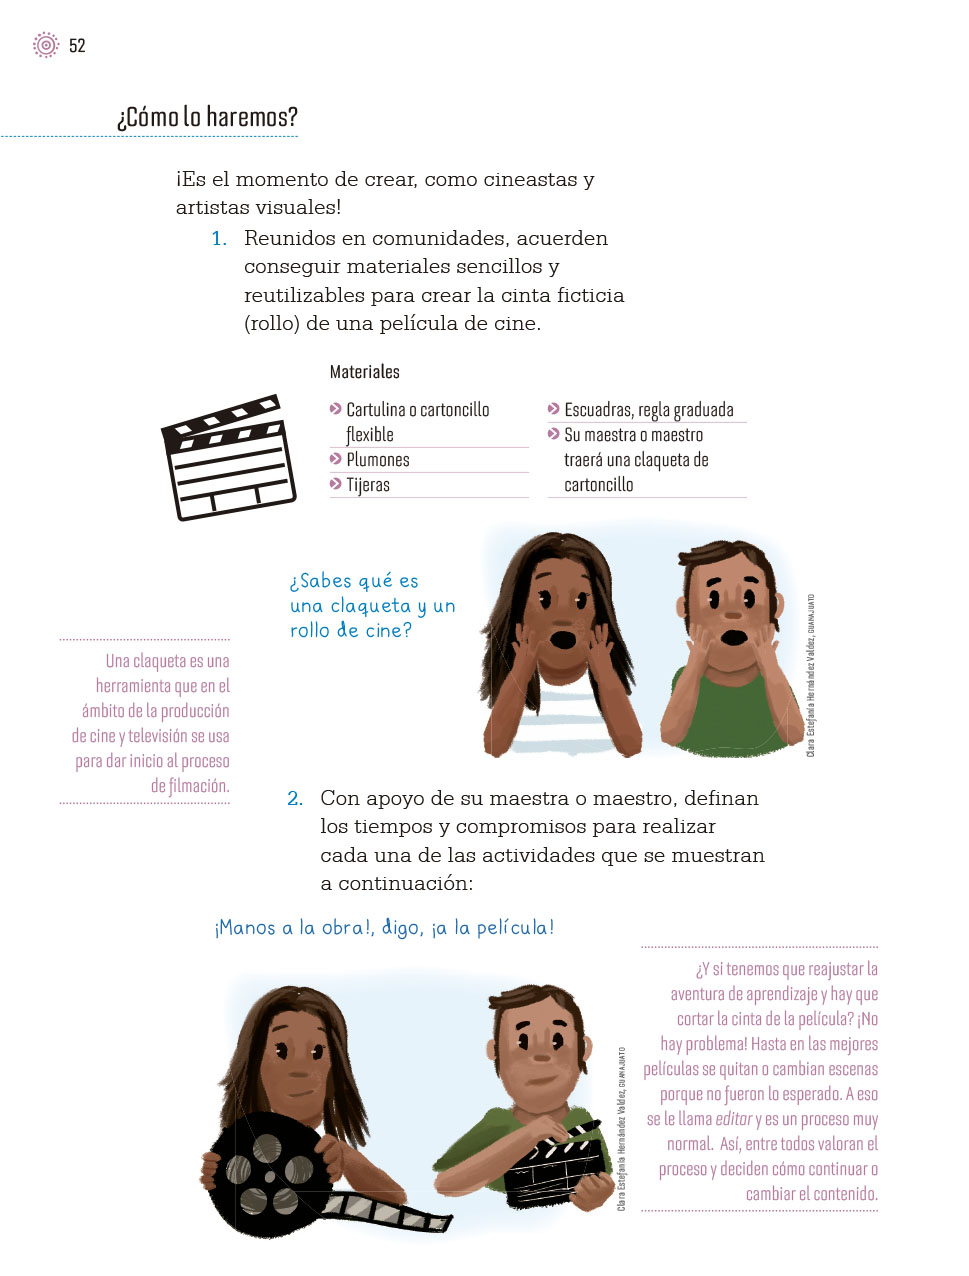 52
¿Cómo lo haremos?
¡Es el momento de crear, como cineastas y
artistas visuales!
1. Reunidos en comunidades, acuerden
conseguir materiales sencillos y
reutilizables para crear la cinta ficticia
(rollo) de una película de cine.
Materiales
Cartulina o cartoncillo
flexible
Plumones
Tijeras
Escuadras, regla graduada
Su maestra o maestro
traerá una claqueta de
cartoncillo
¿Sabes qué es
una claqueta y un
rollo de cine?
Clara Estefanía Hernández Valdez, GUANAJUATO
Una claqueta es una
herramienta que en el
ámbito de la producción
de cine y televisión se usa
para dar inicio al proceso
de filmación.
2. Con apoyo de su maestra o maestro, definan
los tiempos y compromisos para realizar
cada una de las actividades que se muestran
a continuación:
¡Manos a la obra!, digo, ¡a la película!
Clara Estefanía Hernández Valdez, GUANAJUATO
¿Y si tenemos que reajustar la
aventura de aprendizaje y hay que
cortar la cinta de la película? ¡No
hay problema! Hasta en las mejores
películas se quitan o cambian escenas
porque no fueron lo esperado. A eso
se le llama editar y es un proceso muy
normal. Así, entre todos valoran el
proceso y deciden cómo continuar o
cambiar el contenido.